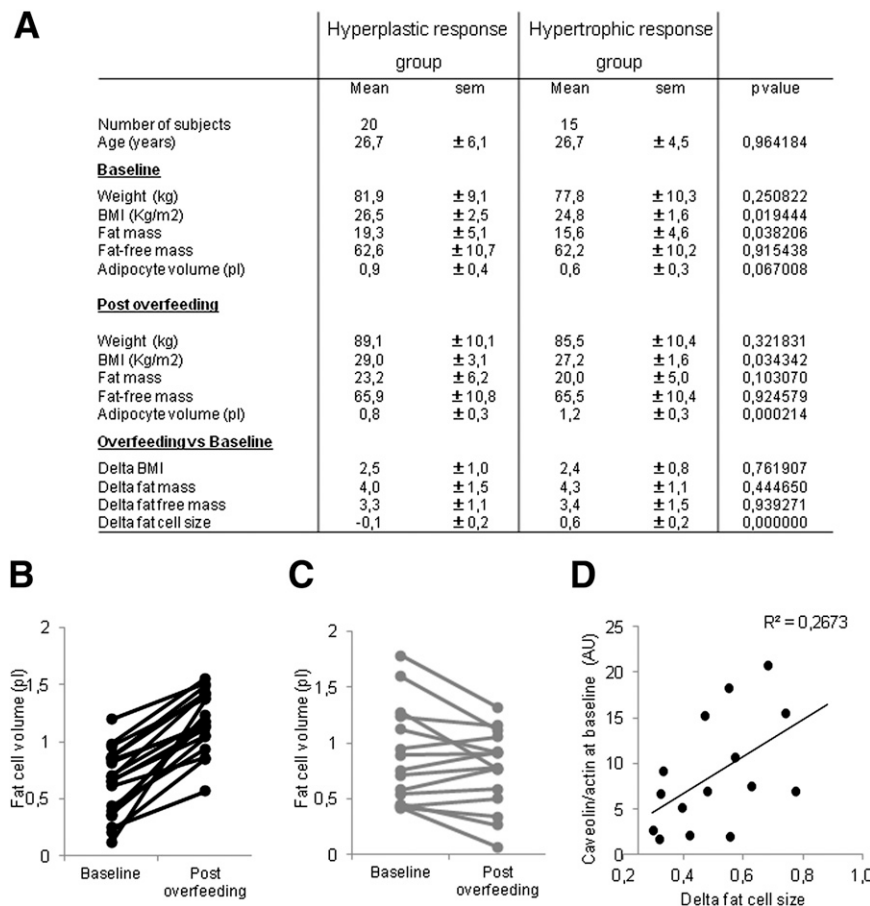 A
Hyperplastic response group Hypertrophic response group
Mean sem Mean sem p value
Number of subjects 20 15
Age (years) 26,7 ±6,1 26,7 ±4,5 0,964184
Baseline
Weight (kg) 81,9 ±9,1 77,8 ±10,3 0,250822
BMI (Kg/m2) 26,5 ±2,5 24,8 ±1,6 0,019444
Fat mass 19,3 ±5,1 15,6 ±4,6 0,038206
Fat-free mass 62,6 ±10,7 62,2 ±10,2 0,915438
Adipocyte volume (pl) 0,9 ±0,4 0,6 ±0,3 0,067008
Post overfeeding
Weight (kg) 89,1 ±10,1 85,5 ±10,4 0,321831
BMI (Kg/m2) 29,0 ±3,1 27,2 ±1,6 0,034342
Fat mass 23,2 ±6,2 20,0 ±5,0 0,103070
Fat-free mass 65,9 ±10,8 65,5 ±10,4 0,924579
Adipocyte volume (pl) 0,8 ±0,3 1,2 ±0,3 0,000214
Overfeeding vs Baseline
Delta BMI 2,5 ±1,0 2,4 ±0,8 0,761907
Delta fat mass 4,0 ±1,5 4,3 ±1,1 0,444650
Delta fat free mass 3,3 ±1,1 3,4 ±1,5 0,939271
Delta fat cell size -0,1 ±0,2 0,6 ±0,2 0,000000
B
Fat cell volume (pl)
2
1,5
1
0,5
0
Baseline Post overfeeding
C
Fat cell volume (pl)
2
1,5
1
0,5
0
Baseline Post overfeeding
D
R² = 0,2673
Caveolin/actin at baseline (AU)
25
20
15
10
5
0
0,2 0,4 0,6 0,8 1,0
Delta fat cell size